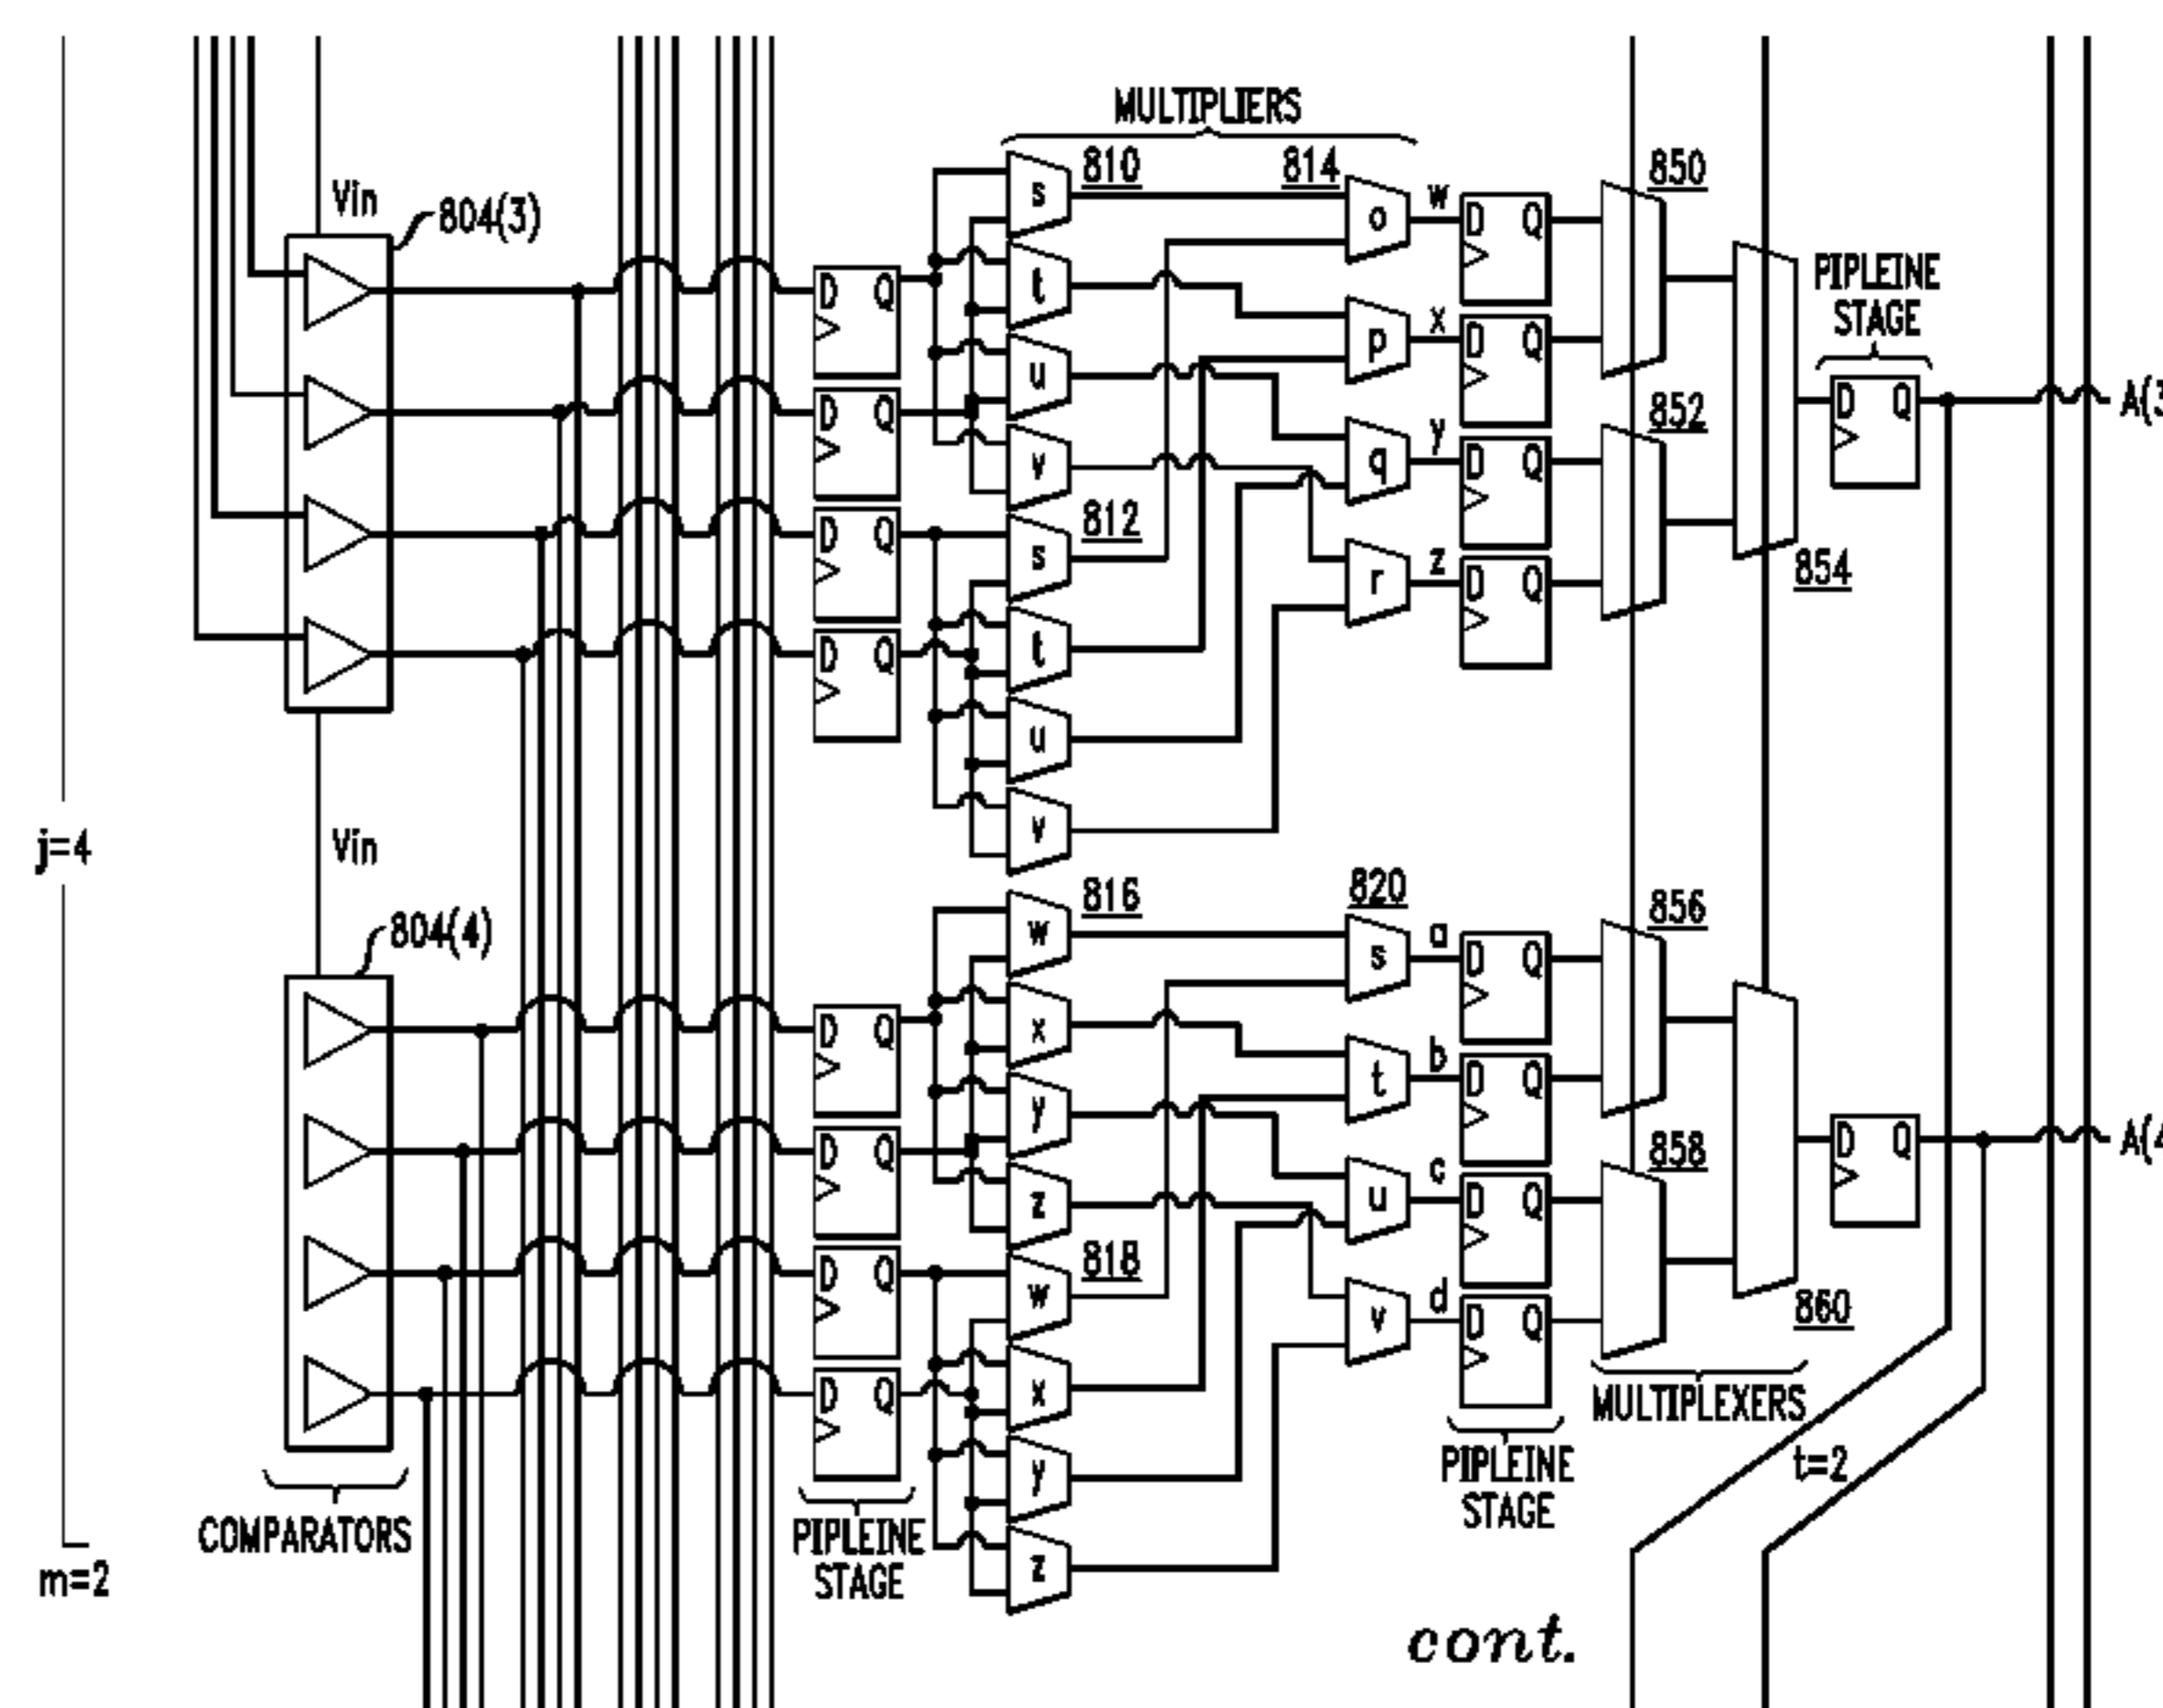 MULTIPLIERS
Vin
804(3)
810
814
850
s
o
w
D Q
t
p
x
D Q
PIPLEINE
STAGE
D Q
u
q
y
D Q
852
D Q
A(3
v
r
z
D Q
D Q
D Q
D Q
812
s
t
u
v
854
j=4
Vin
804(4)
816
820
856
w
s
a
D Q
x
t
b
D Q
D Q
y
u
c
D Q
858
D Q
A(4
z
v
d
D Q
D Q
D Q
D Q
818
w
x
y
z
860
MULTIPLEXERS
t=2
COMPARATORS
PIPLEINE
STAGE
PIPLEINE
STAGE
m=2
cont.